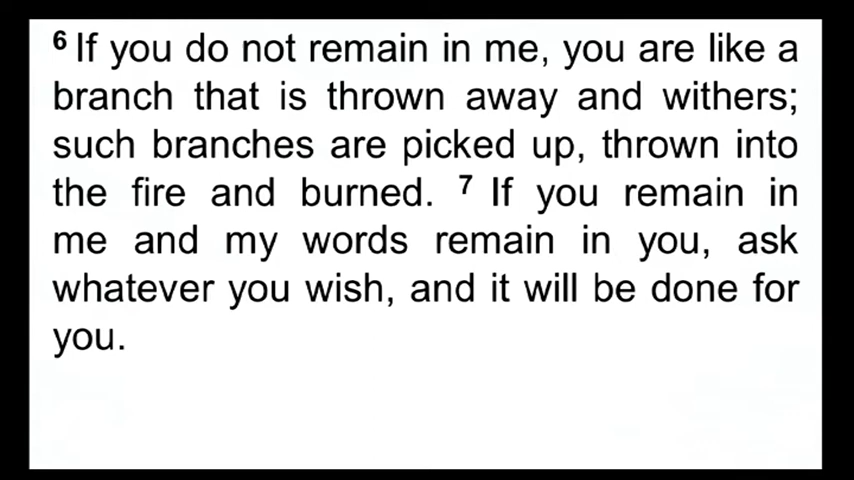 6 If you do not remain in me, you are like a
branch that is thrown away and withers;
such branches are picked up, thrown into
the fire and burned. 7 If you remain in
me and my words remain in you, ask
whatever you wish, and it will be done for
you.